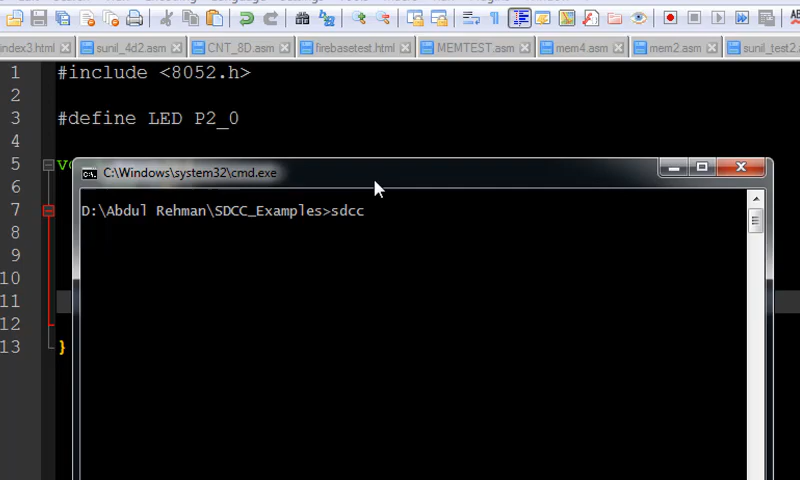 index3.html sunil_4d2.asm CNT_8D.asm firebasetest.html MEMTEST.asm mem4.asm mem2.asm sunil_test2.
1 #include <8052.h>
2
3 #define LED P2_0
4
5
C:\Windows\system32\cmd.exe
6
7 D:\Abdul Rehman\SDCC_Examples>sdcc
8
9
10
11
12
13 }